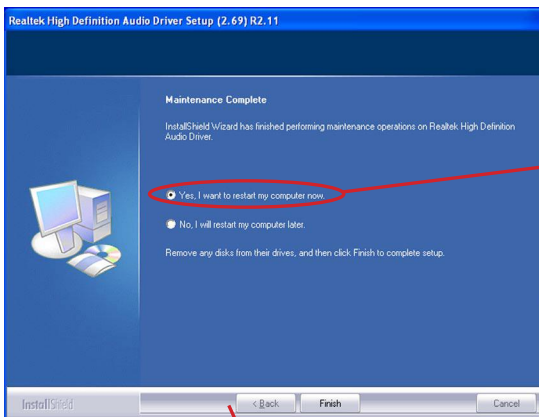 Realtek High Definition Audio Driver Setup (2.69) R2.11
Maintenance Complete
InstallShield Wizard has finished performing maintenance operations on Realtek High Definition
Audio Driver.
Yes, I want to restart my computer now.
No, I will restart my computer later.
Remove any disks from their drives, and then click Finish to complete setup.
InstallShield
< Back
Finish
Cancel